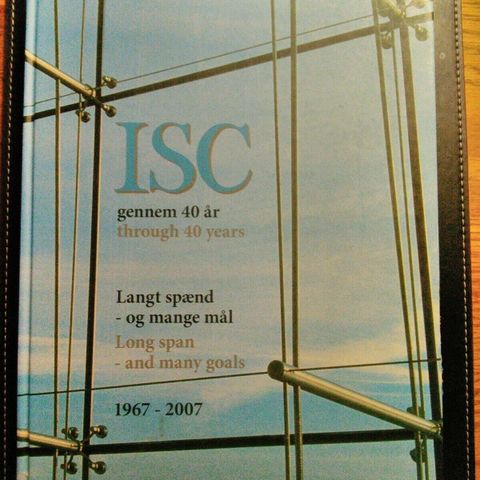 ISC
gennem 40 år
through 40 years
Langt spænd
- og mange mål
Long span
- and many goals
1967 - 2007